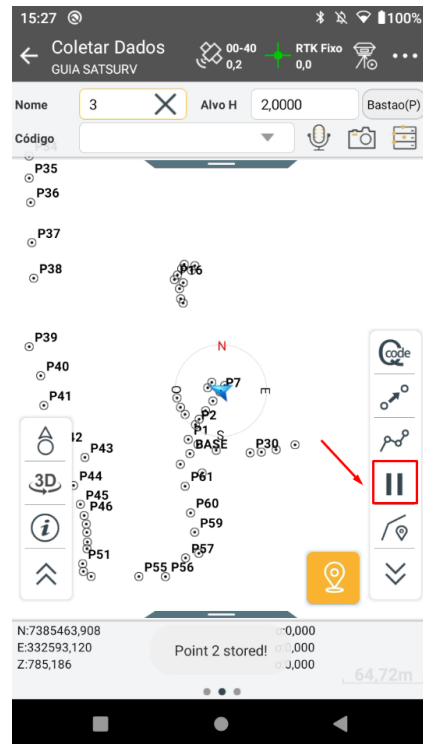 15:27
100%
Coletar Dados
GUIA SATSURV
00-40
0,2
RTK Fixo
0,0
Nome
3
Alvo H
2,0000
Bastao(P)
Código
P35
P36
P37
P38
P16
P39
N
P40
P7
O
E
P41
P2
P1
S
BASE
P30
P43
P44
P61
P45
P46
P60
P59
P51
P57
P55
P56
Qcode
3D
i
N:7385463,908
E:332593,120
Z:785,186
Point 2 stored!
0,000
0,000
0,000
64,72m